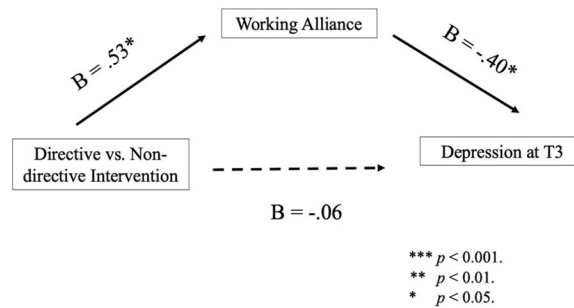 Working Alliance
B = .53*
B = -.40*
Directive vs. Non-
directive Intervention
Depression at T3
B = -.06
*** p < 0.001.
** p < 0.01.
* p < 0.05.